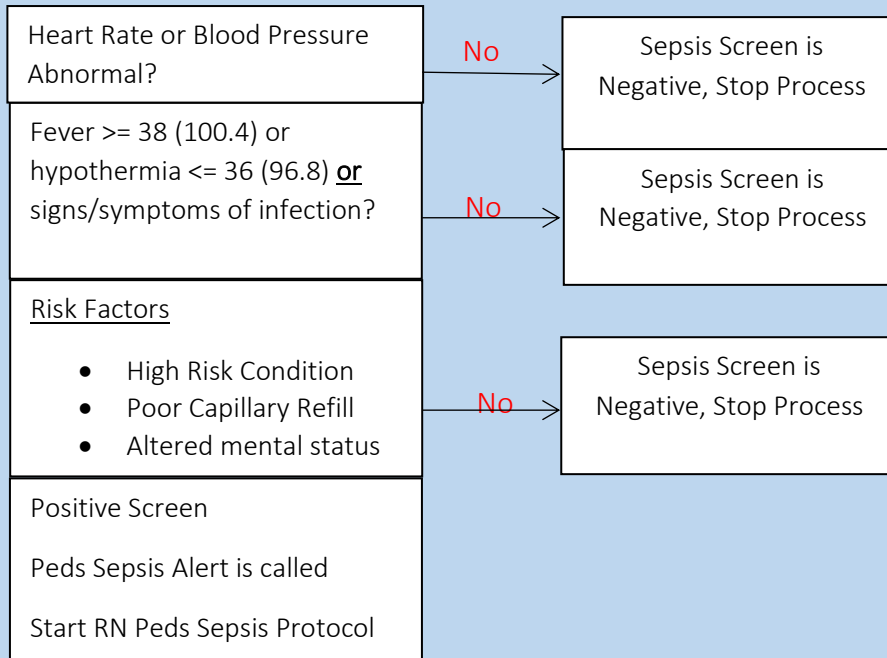 Heart Rate or Blood Pressure
Abnormal?
No
Sepsis Screen is
Negative, Stop Process
Fever >= 38 (100.4) or
hypothermia <= 36 (96.8) or
signs/symptoms of infection?
No
Sepsis Screen is
Negative, Stop Process
Risk Factors
• High Risk Condition
• Poor Capillary Refill
• Altered mental status
No
Sepsis Screen is
Negative, Stop Process
Positive Screen
Peds Sepsis Alert is called
Start RN Peds Sepsis Protocol